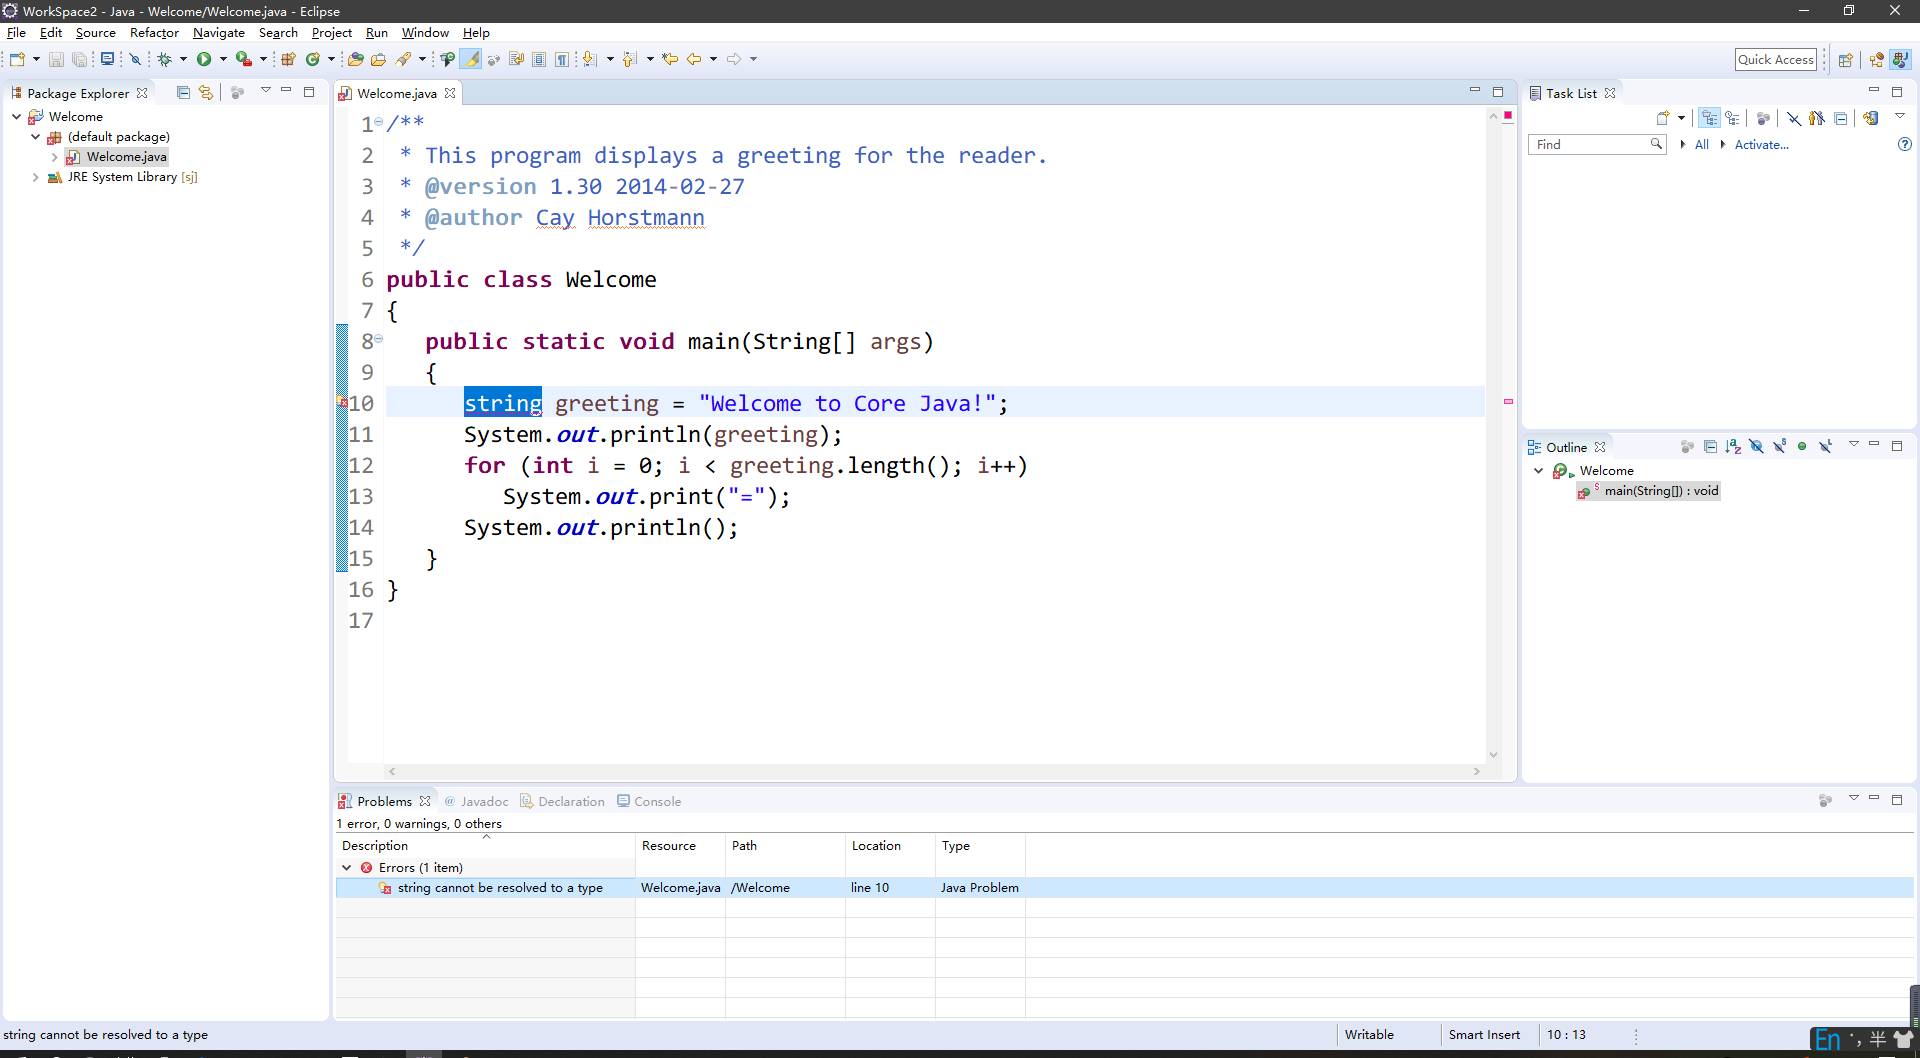 WorkSpace2 - Java - Welcome/Welcome.java - Eclipse
File Edit Source Refactor Navigate Search Project Run Window Help
Quick Access
Package Explorer
Welcome
(default package)
Welcome.java
JRE System Library [sj]
Welcome.java
1 /**
2 * This program displays a greeting for the reader.
3 * @version 1.30 2014-02-27
4 * @author Cay Horstmann
5 */
6 public class Welcome
7 {
8 public static void main(String[] args)
9 {
10 string greeting = "Welcome to Core Java!";
11 System.out.println(greeting);
12 for (int i = 0; i < greeting.length(); i++)
13 System.out.print("=");
14 System.out.println();
15 }
16 }
17
Task List
Find All Activate...
Outline
Welcome
main(String[]) : void
Problems @ Javadoc Declaration Console
1 error, 0 warnings, 0 others
Description Resource Path Location Type
Errors (1 item)
string cannot be resolved to a type Welcome.java /Welcome line 10 Java Problem
string cannot be resolved to a type Writable Smart Insert 10 : 13
En 半